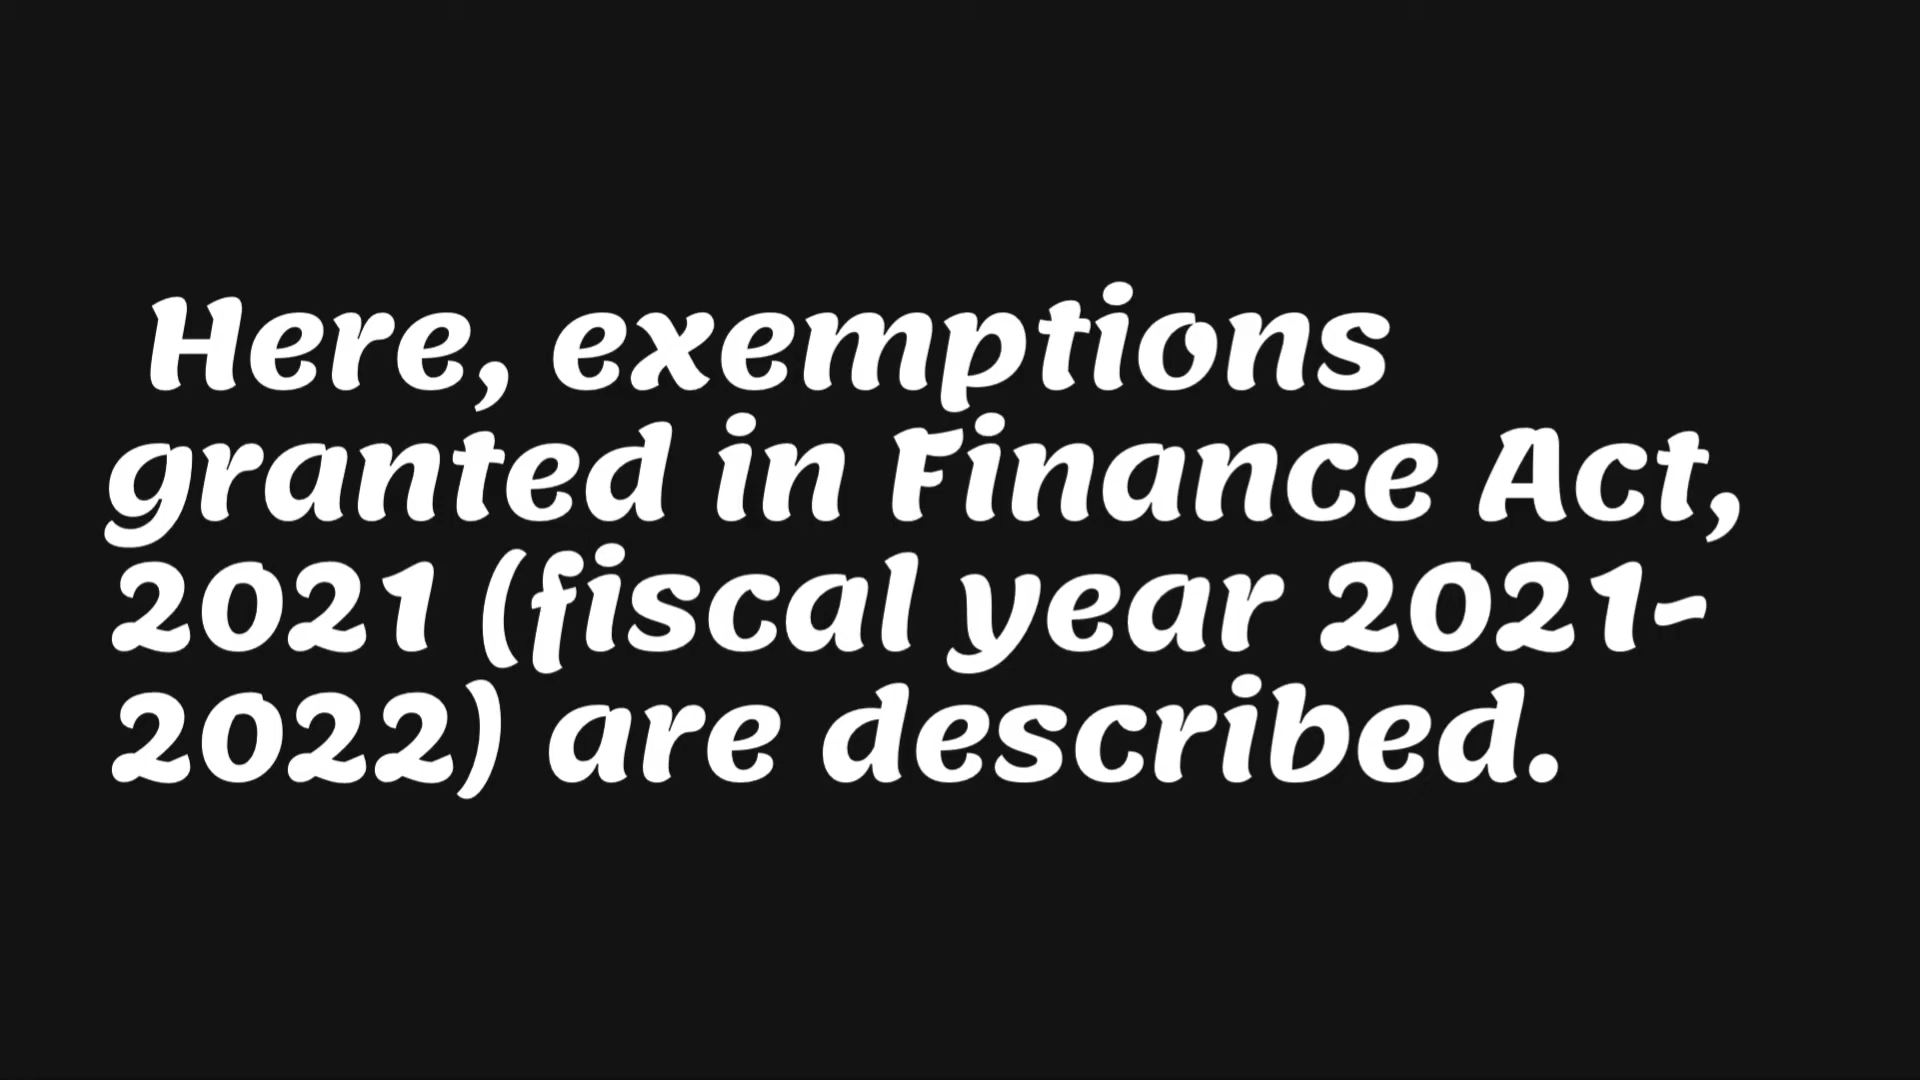 Here, exemptions
granted in Finance Act,
2021 (fiscal year 2021-
2022) are described.